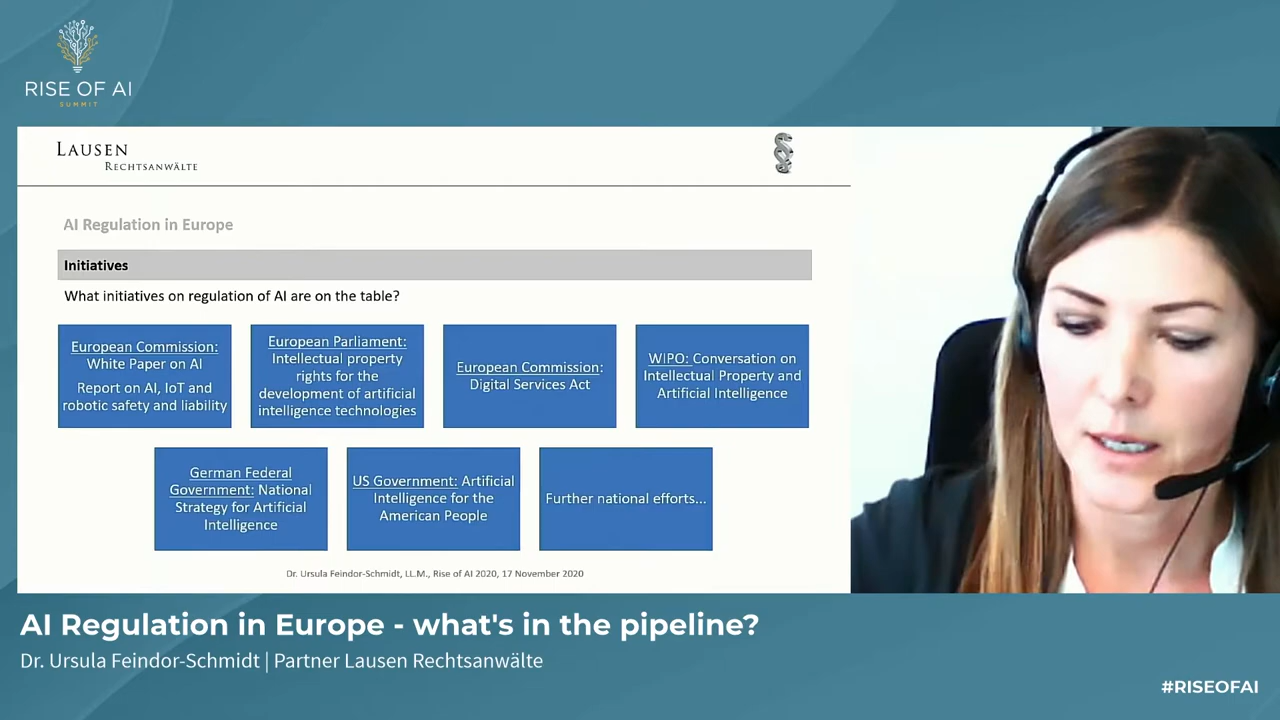 RISE OF AI
SUMMIT
LAUSEN
RECHTSANWÄLTE
AI Regulation in Europe
Initiatives
What initiatives on regulation of AI are on the table?
European Commission:
White Paper on AI
Report on AI, IoT and
robotic safety and liability
European Parliament:
Intellectual property
rights for the
development of artificial
intelligence technologies
European Commission:
Digital Services Act
WIPO: Conversation on
Intellectual Property and
Artificial Intelligence
German Federal
Government: National
Strategy for Artificial
Intelligence
US Government: Artificial
Intelligence for the
American People
Further national efforts...
Dr. Ursula Feindor-Schmidt, LL.M., Rise of AI 2020, 17 November 2020
AI Regulation in Europe - what's in the pipeline?
Dr. Ursula Feindor-Schmidt | Partner Lausen Rechtsanwälte
#RISEOFAI